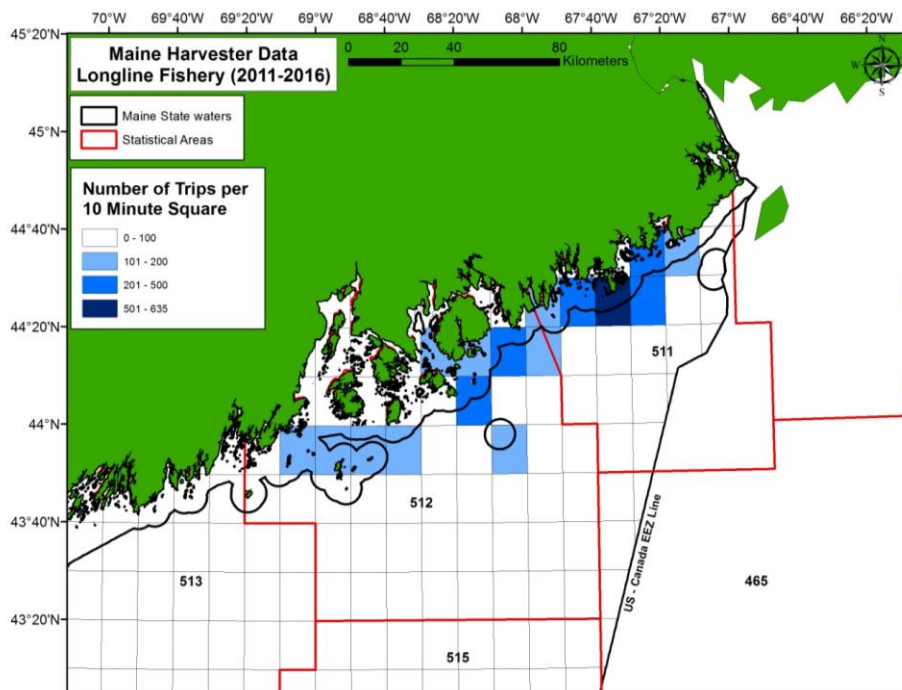 70°W 69°20'W 69°W 68°40'W 68°20'W 68°W 67°40'W 67°20'W 67°W 66°40'W 66°20'W
45°20'N
Maine Harvester Data
Longline Fishery (2011-2016)
0 20 40 80
Kilometers
N
W E
S
Maine State waters
Statistical Areas
45°N
Number of Trips per
10 Minute Square
0 - 100
101 - 200
201 - 500
501 - 635
44°40'N
44°20'N
511
44°N
512
43°40'N
US - Canada EEZ Line
513
465
43°20'N
515